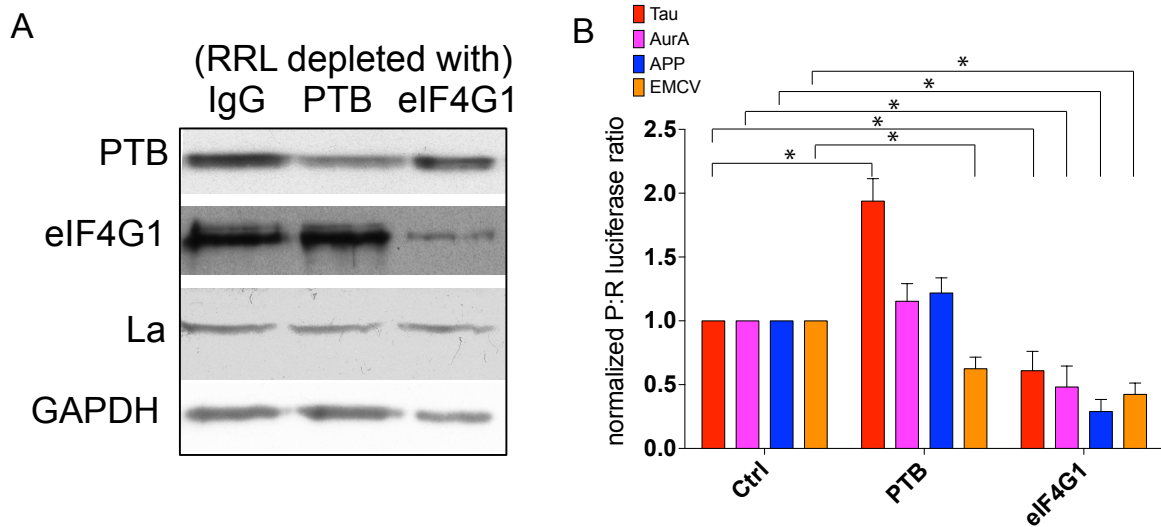 A
(RRL depleted with)
IgG PTB eIF4G1
PTB
eIF4G1
La
GAPDH
B
Tau
AurA
APP
EMCV
*
*
*
*
*
*
normalized P:R luciferase ratio
2.5
2.0
1.5
1.0
0.5
0.0
Ctrl
PTB
eIF4G1